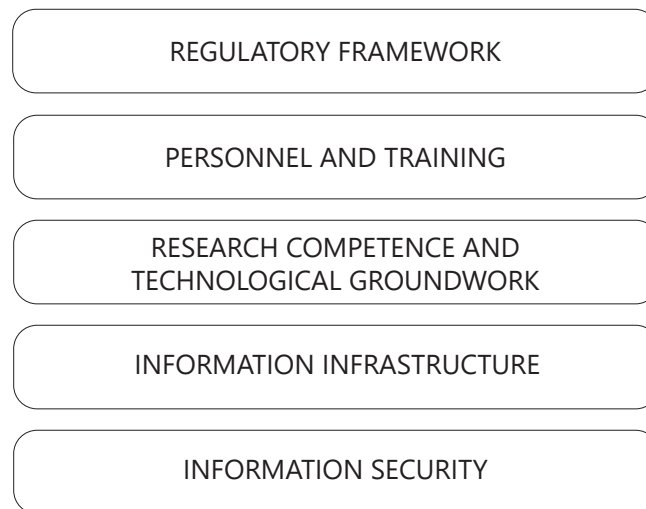 REGULATORY FRAMEWORK
PERSONNEL AND TRAINING
RESEARCH COMPETENCE AND
TECHNOLOGICAL GROUNDWORK
INFORMATION INFRASTRUCTURE
INFORMATION SECURITY